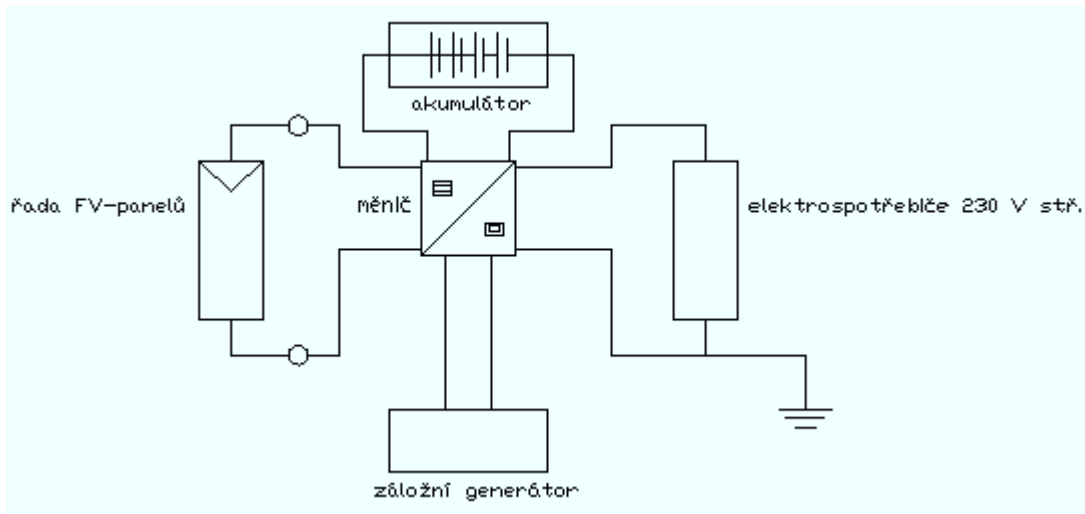 akumulátor
řada FV-panelů
měnič
elektrospotřebiče 230 V stř.
záložní generátor